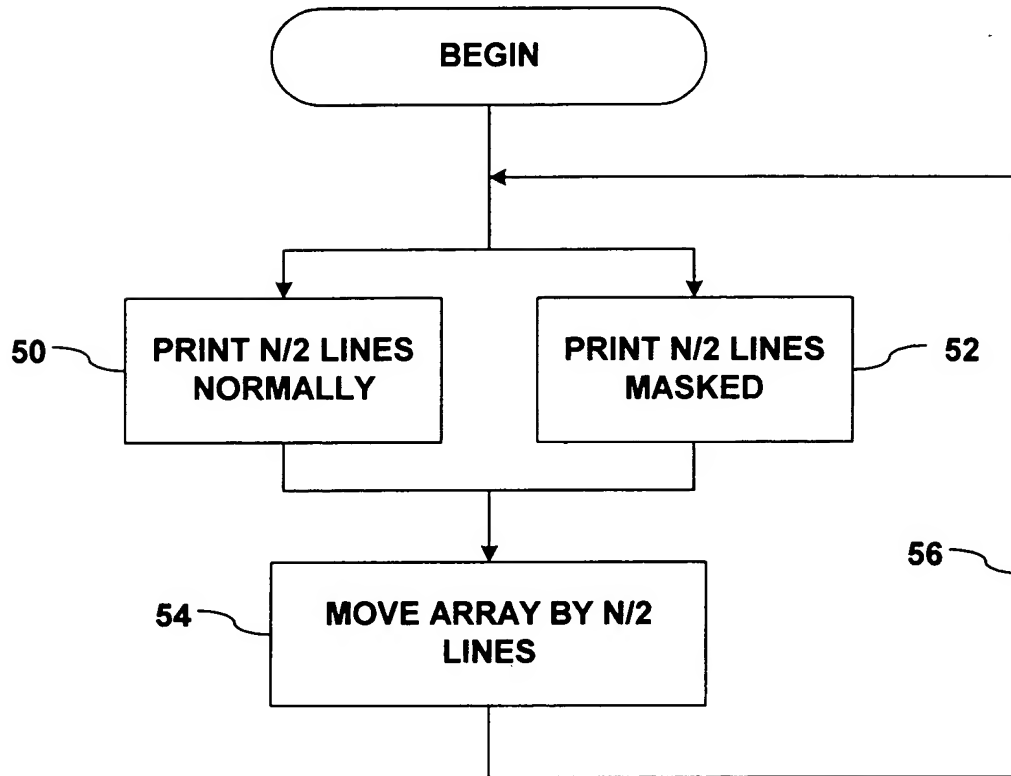 BEGIN
50
PRINT N/2 LINES
NORMALLY
PRINT N/2 LINES
MASKED
52
56
54
MOVE ARRAY BY N/2
LINES